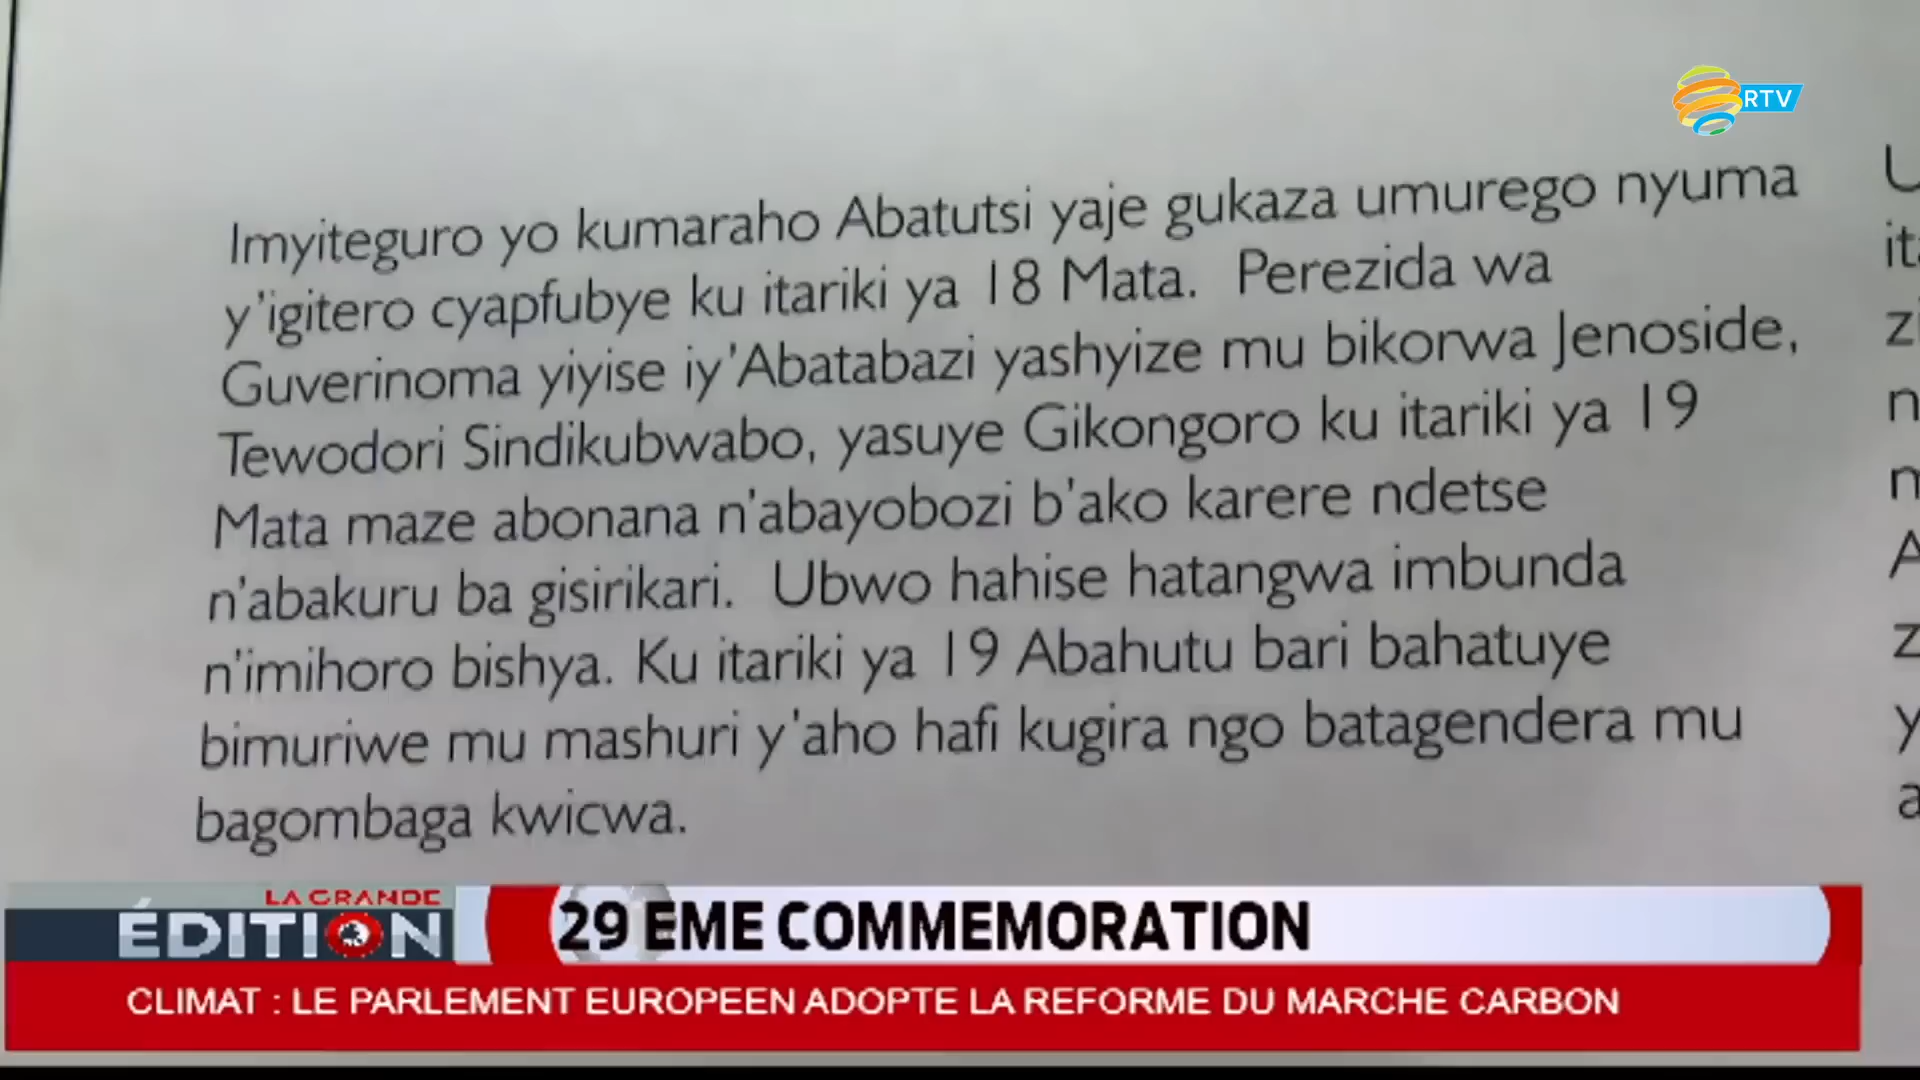 RTV
Imyiteguro yo kumaraho Abatutsi yaje gukaza umurego nyuma
y'igitero cyapfubye ku itariki ya 18 Mata. Perezida wa
Guverinoma yiyise iy'Abatabazi yashyize mu bikorwa Jenoside,
Tewodori Sindikubwabo, yasuye Gikongoro ku itariki ya 19
Mata maze abonana n'abayobozi b'ako karere ndetse
n'abakuru ba gisirikari. Ubwo hahise hatangwa imbunda
n'imihoro bishya. Ku itariki ya 19 Abahutu bari bahatuye
bimuriwe mu mashuri y'aho hafi kugira ngo batagendera mu
bagombaga kwicwa.
LA GRANDE
ÉDITION
29 EME COMMEMORATION
CLIMAT : LE PARLEMENT EUROPEEN ADOPTE LA REFORME DU MARCHE CARBON